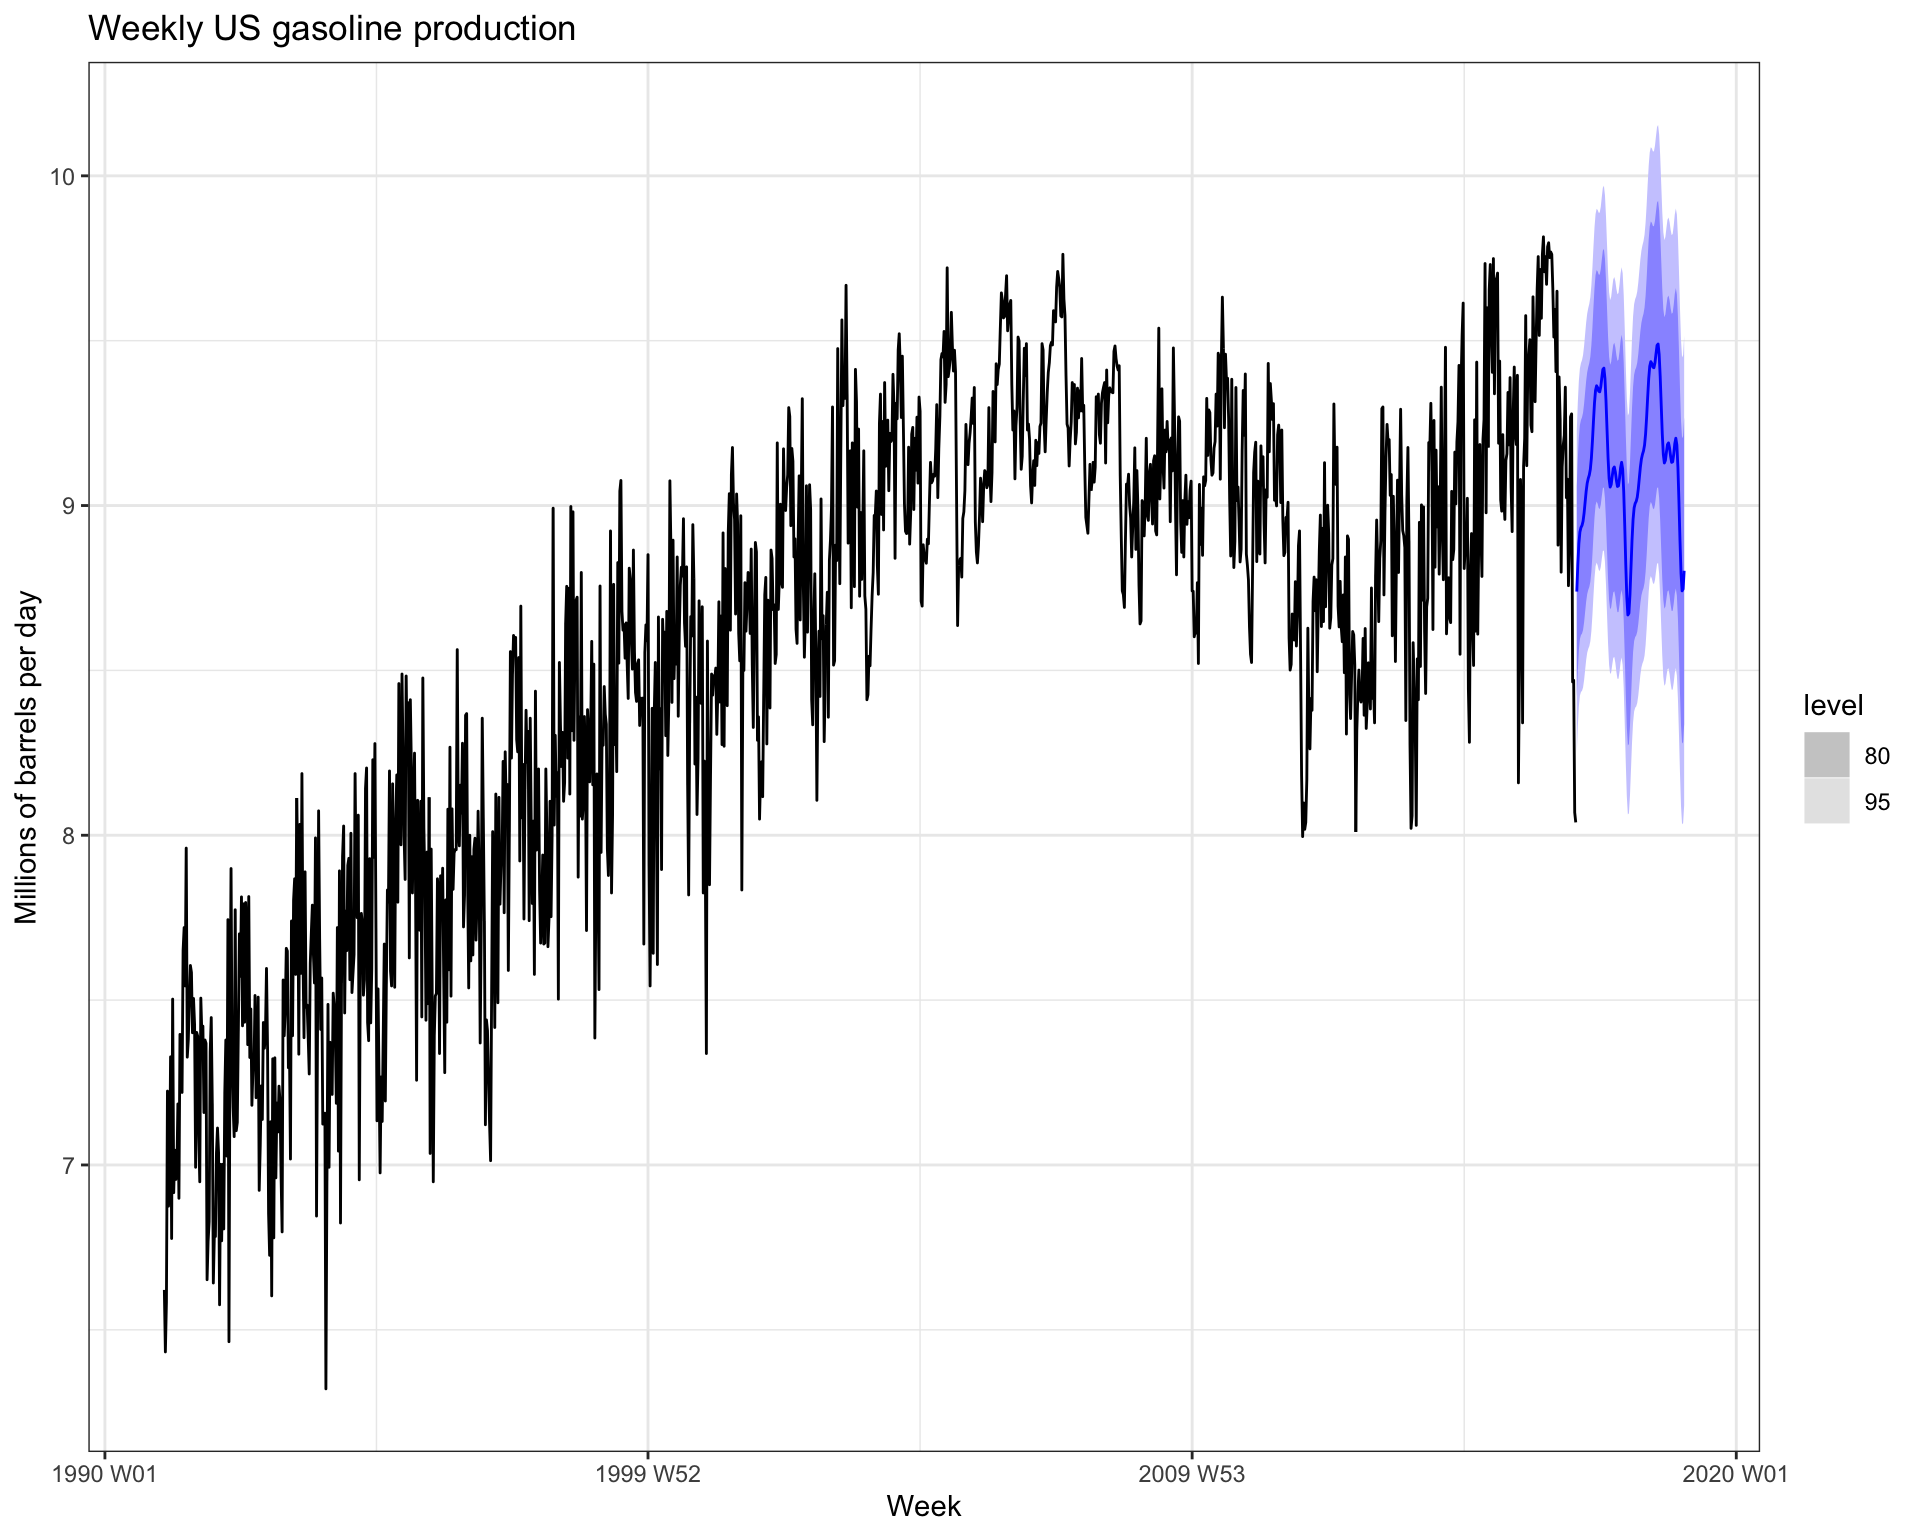 Weekly US gasoline production
Millions of barrels per day
10
9
8
7
1990 W01
1999 W52
2009 W53
2020 W01
Week
level
80
95